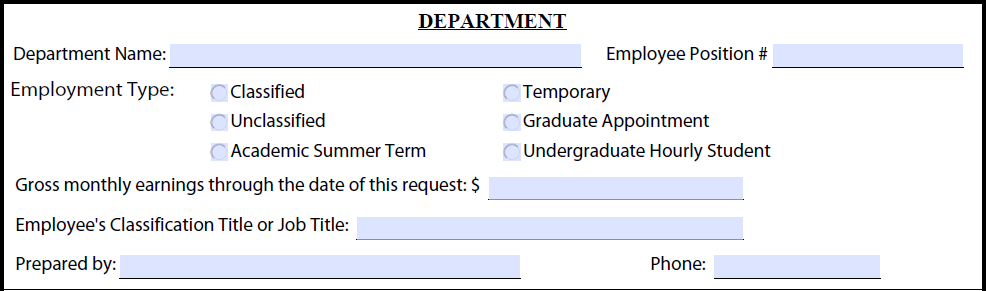 DEPARTMENT
Department Name: Employee Position #
Employment Type: Classified Temporary
Unclassified Graduate Appointment
Academic Summer Term Undergraduate Hourly Student
Gross monthly earnings through the date of this request: $
Employee's Classification Title or Job Title:
Prepared by: Phone: